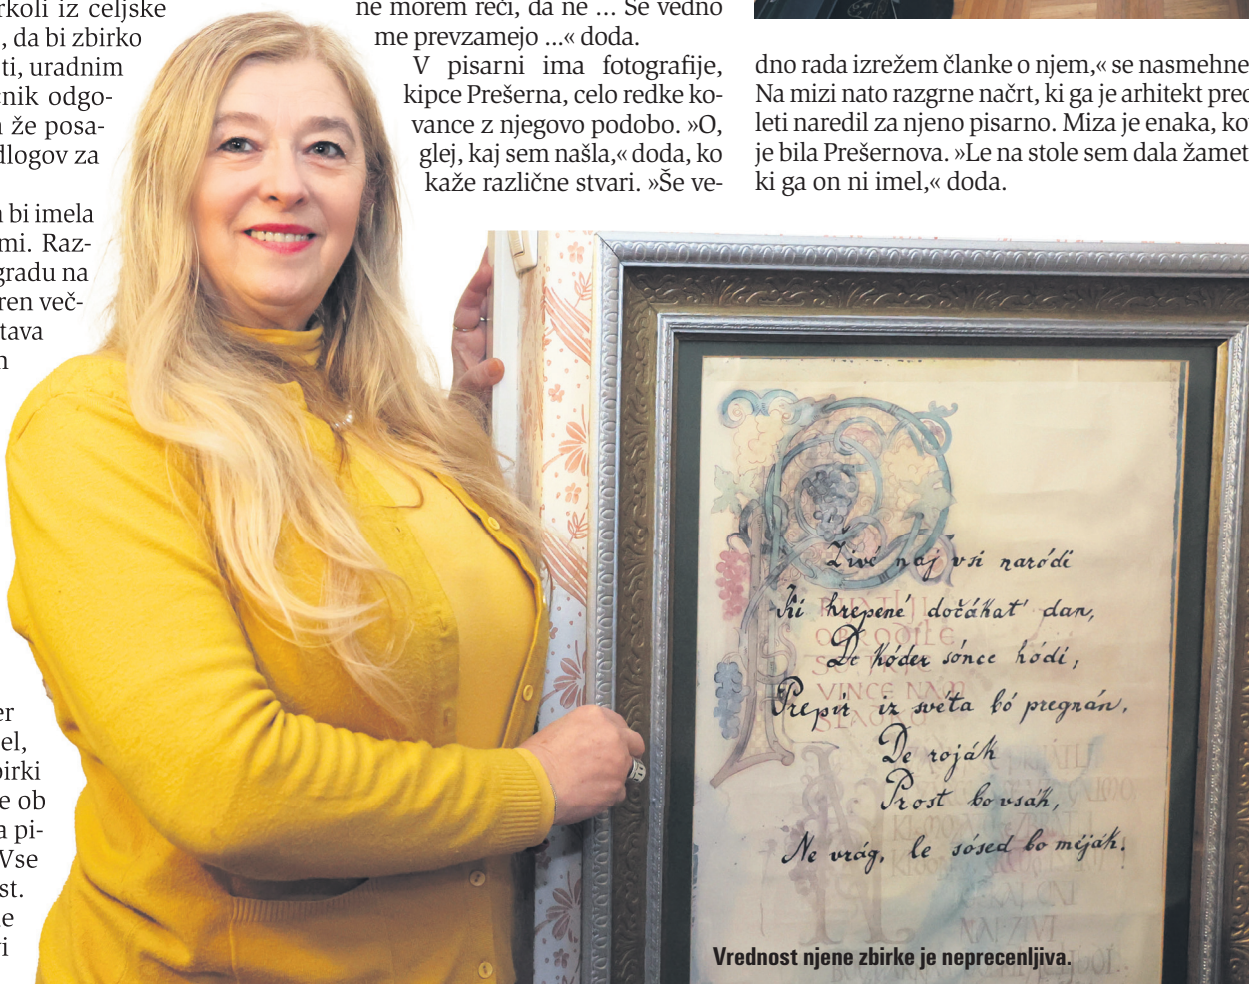 rkoli iz celjske
, da bi zbirko
ti, uradnim
nik odgo-
že posa-
dlogov za
bi imela
mi. Raz-
gradu na
ren več-
tava
ne morem reči, da ne ... Še vedno
me prevzamejo ...« doda.
V pisarni ima fotografije,
kipce Prešerna, celo redke ko-
vance z njegovo podobo. »O,
glej, kaj sem našla,« doda, ko
kaže različne stvari. »Še ve-
dno rada izrežem članke o njem,« se nasmehne
Na mizi nato razgrne načrt, ki ga je arhitekt pred
leti naredil za njeno pisarno. Miza je enaka, kov
je bila Prešernova. »Le na stole sem dala žamet
ki ga on ni imel,« doda.
er
el,
birki
e ob
a pi-
Vse
st.
e
vi
Živé naj vsi naródi
Ki hrepené dočákat' dan,
De kóder sónce hódi,
Prepír iz svéta bó pregnán,
De roják
Prost bo vsák,
Ne vrág, le sósed bo mëják.
VINCE NAM
Vrednost njene zbirke je neprecenljiva.